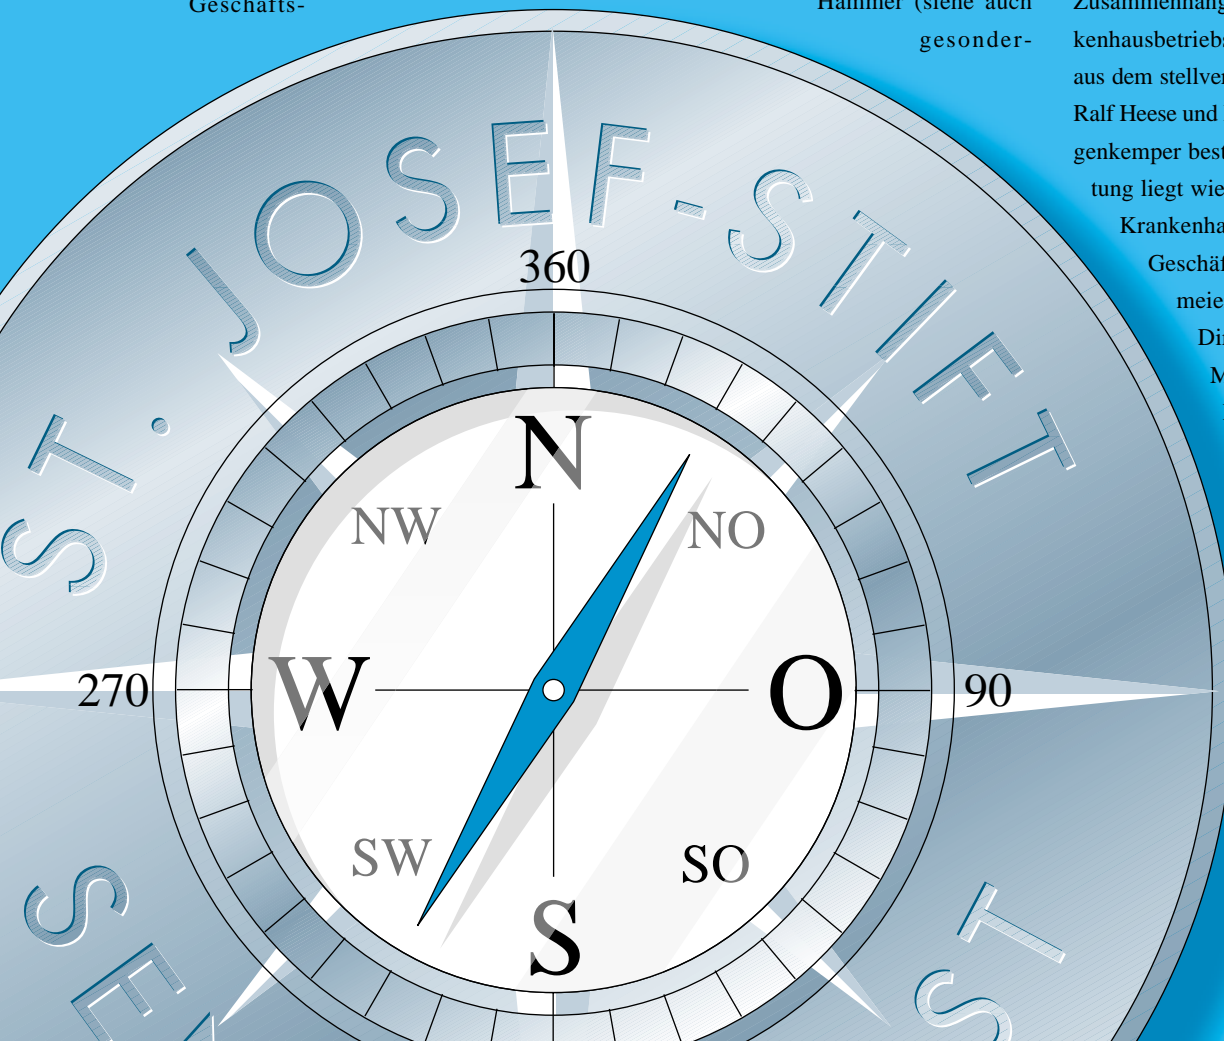 Geschäfts-
Hammer (siehe auch
gesonder-
Zusammenhang
kenhausbetriebs
aus dem stellver
Ralf Heese und
genkemper best
tung liegt wie
Krankenha
Geschäf
meie
Dir
M
ST. JOSEF-STIFT
360
N
NW
NO
270
W
O
90
SW
SO
S
SE
ST